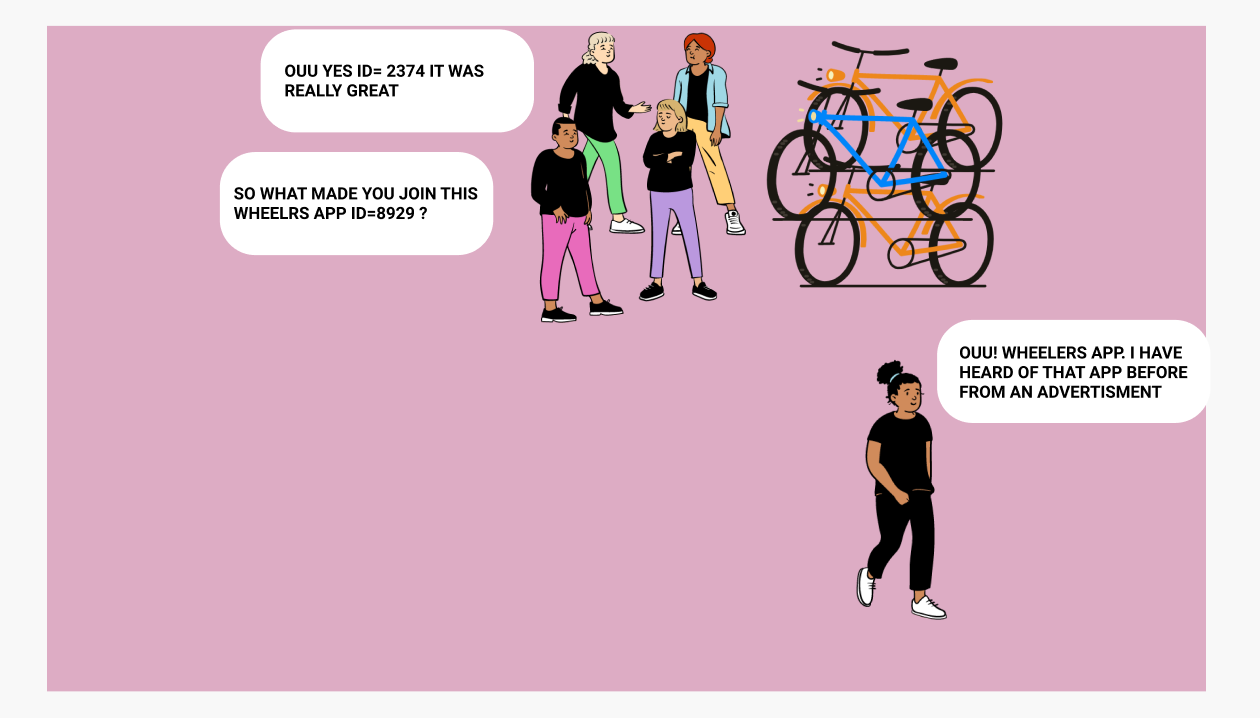 OUU YES ID= 2374 IT WAS
REALLY GREAT
SO WHAT MADE YOU JOIN THIS
WHEELRS APP ID=8929 ?
OUU! WHEELERS APP. I HAVE
HEARD OF THAT APP BEFORE
FROM AN ADVERTISMENT